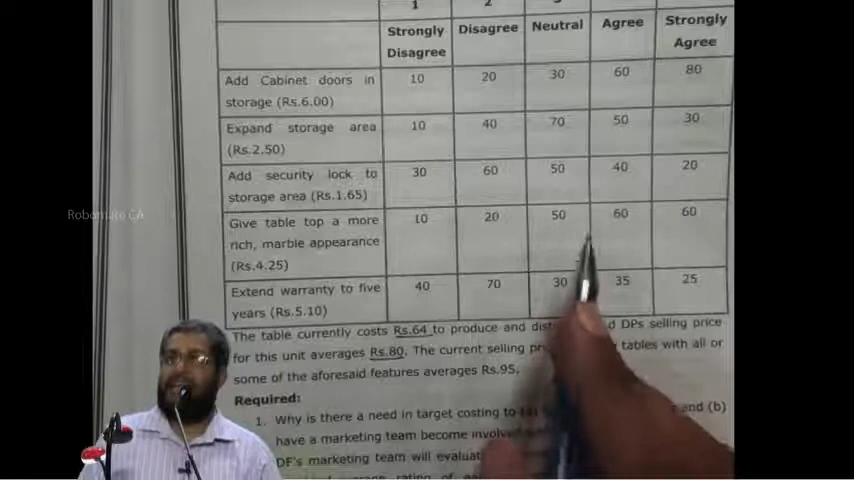 1 2
Strongly Disagree Neutral Agree Strongly
Disagree Agree
Add Cabinet doors in 10 20 30 60 80
storage (Rs.6.00)
Expand storage area 10 40 70 50 30
(Rs.2.50)
Add security lock to 30 60 50 40 20
storage area (Rs.1.65)
Give table top a more 10 20 50 60 60
rich, marble appearance
(Rs.4.25)
Extend warranty to five 40 70 30 35 25
years (Rs.5.10)
The table currently costs Rs.64 to produce and DPs selling price
for this unit averages Rs.80. The current selling tables with all or
some of the aforesaid features averages Rs.95.
Required:
1. Why is there a need in target costing to and (b)
have a marketing team become involved
DF's marketing team will
average rating of
Robomate CA